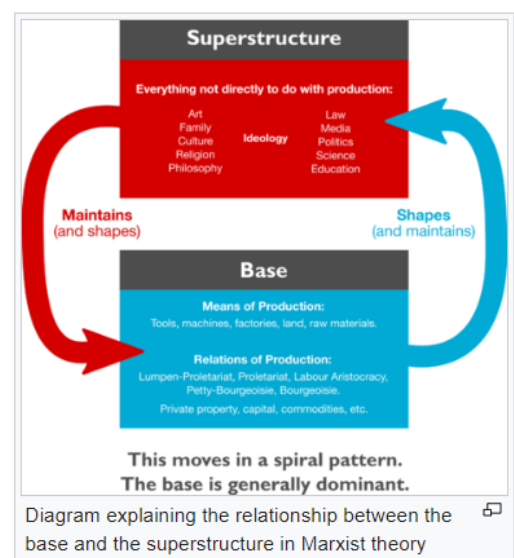 Superstructure
Everything not directly to do with production:
Art
Family
Culture
Religion
Philosophy
Ideology
Law
Media
Politics
Science
Education
Maintains
(and shapes)
Shapes
(and maintains)
Base
Means of Production:
Tools, machines, factories, land, raw materials.
Relations of Production:
Lumpen-Proletariat, Proletariat, Labour Aristocracy,
Petty-Bourgeoisie, Bourgeoisie.
Private property, capital, commodities, etc.
This moves in a spiral pattern.
The base is generally dominant.
Diagram explaining the relationship between the
base and the superstructure in Marxist theory